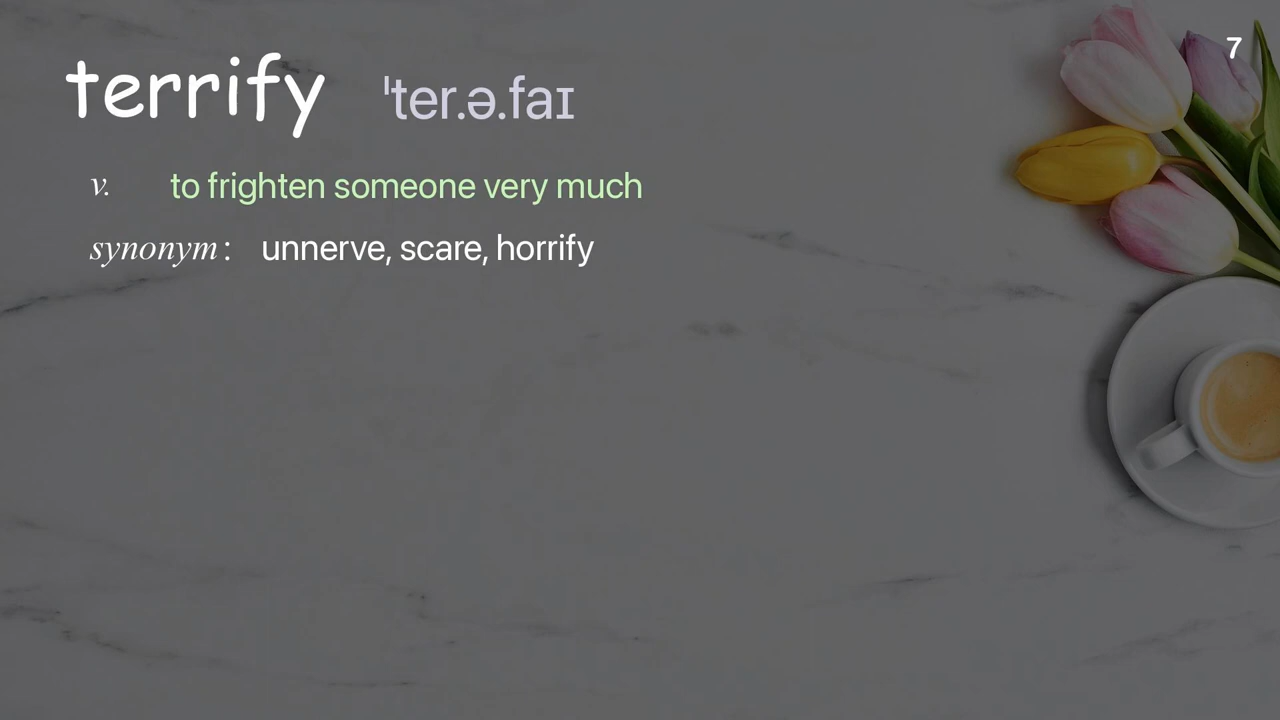 terrify ˈter.ə.faɪ
7
v. to frighten someone very much
synonym: unnerve, scare, horrify